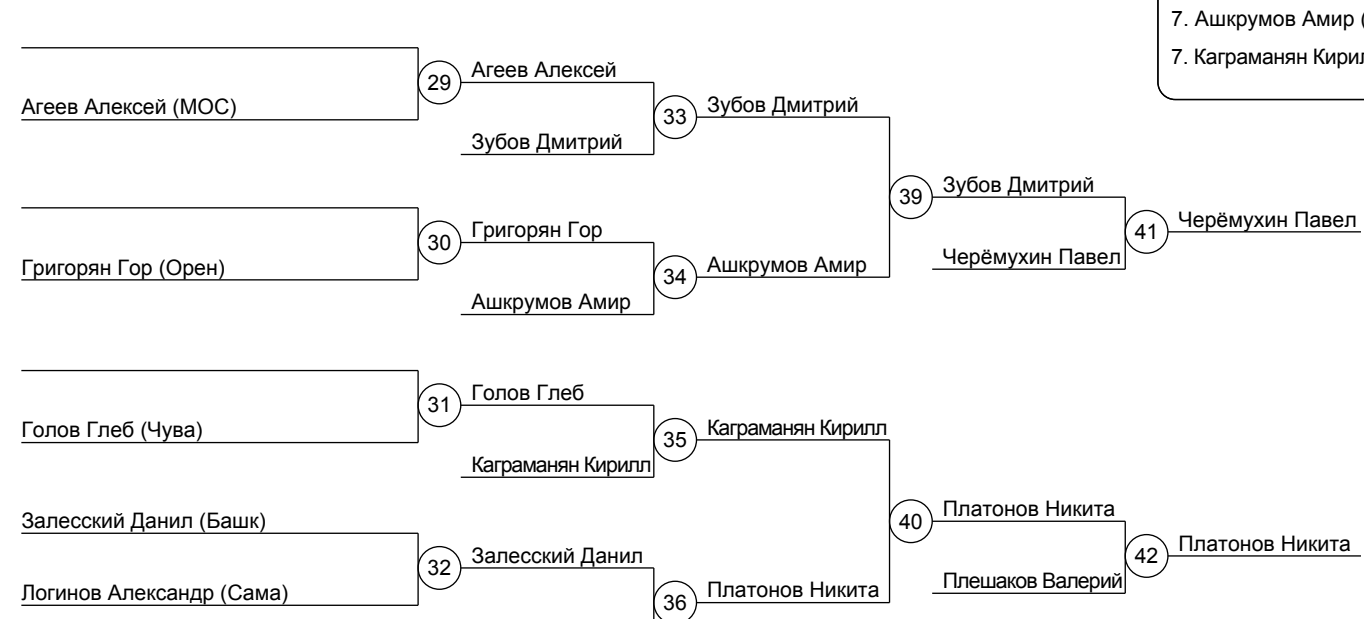 7. Ашкрумов Амир (
7. Каграманян Кирил
29 Агеев Алексей
Агеев Алексей (МОС)
33 Зубов Дмитрий
Зубов Дмитрий
39 Зубов Дмитрий
30 Григорян Гор
Григорян Гор (Орен)
34 Ашкрумов Амир
Ашкрумов Амир
41 Черёмухин Павел
Черёмухин Павел
31 Голов Глеб
Голов Глеб (Чува)
35 Каграманян Кирилл
Каграманян Кирилл
40 Платонов Никита
Залесский Данил (Башк)
32 Залесский Данил
Логинов Александр (Сама)
36 Платонов Никита
42 Платонов Никита
Плешаков Валерий